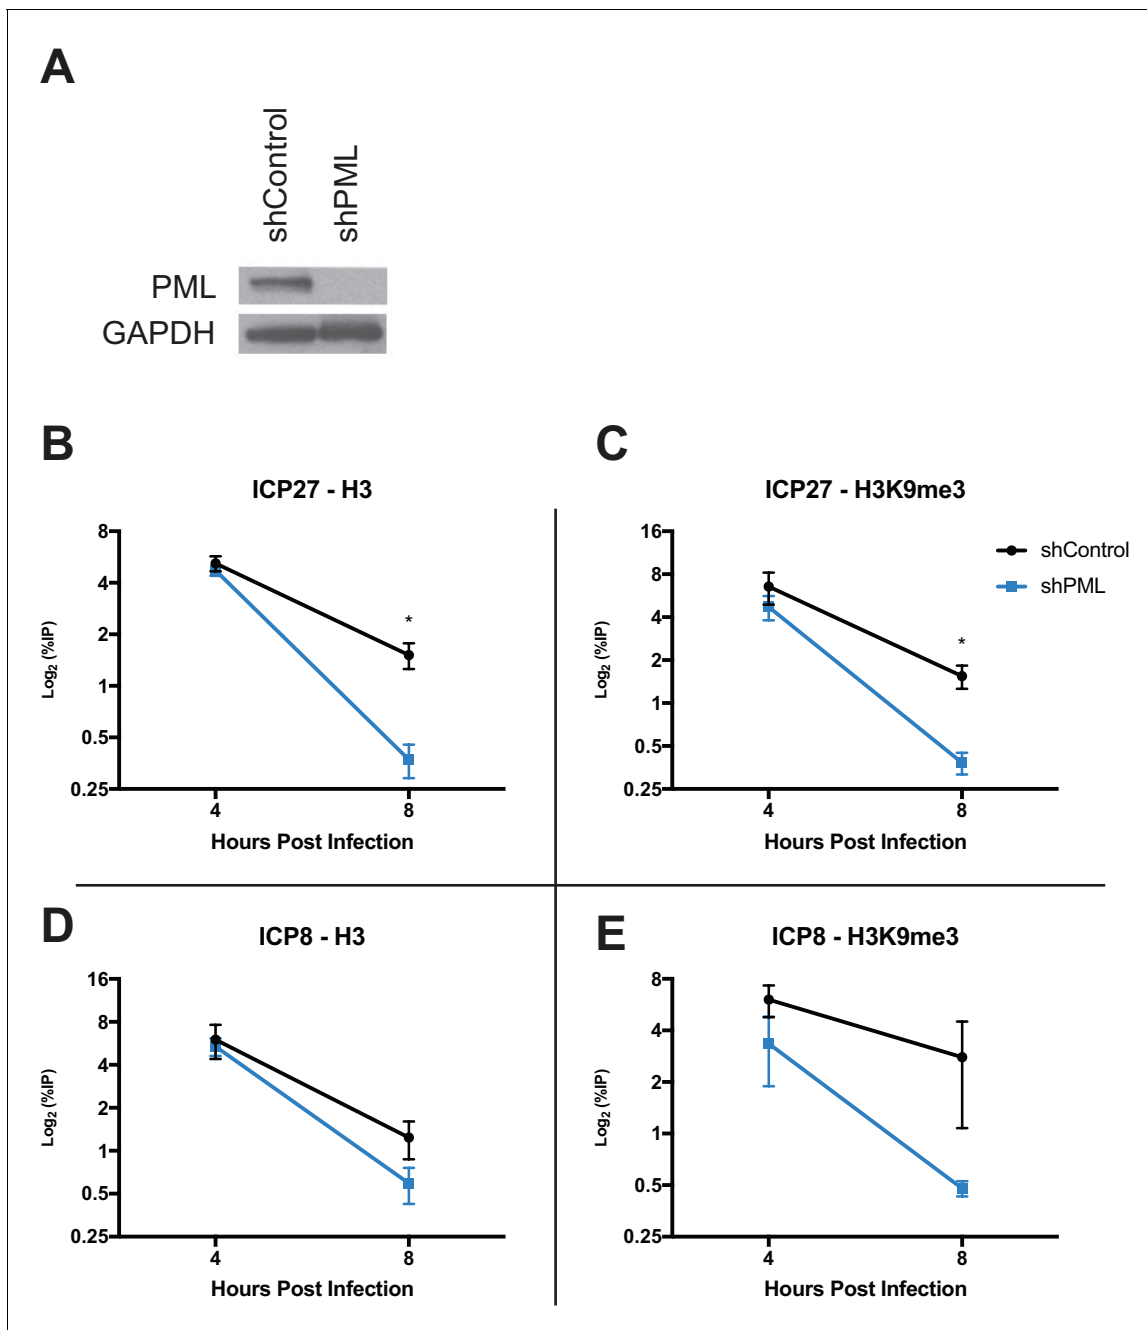 A
shControl
shPML
PML
GAPDH
B
ICP27 - H3
8
4
2
1
0.5
0.25
Log2 (%IP)
*
4
8
Hours Post Infection
C
ICP27 - H3K9me3
16
8
4
2
1
0.5
0.25
Log2 (%IP)
*
4
8
Hours Post Infection
shControl
shPML
D
ICP8 - H3
16
8
4
2
1
0.5
0.25
Log2 (%IP)
4
8
Hours Post Infection
E
ICP8 - H3K9me3
8
4
2
1
0.5
0.25
Log2 (%IP)
4
8
Hours Post Infection